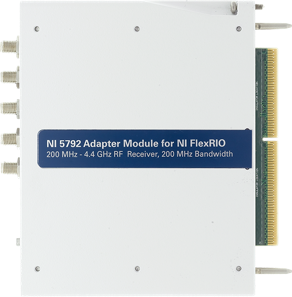 NI 5792 Adapter Module for NI FlexRIO
200 MHz - 4.4 GHz RF Receiver, 200 MHz Bandwidth